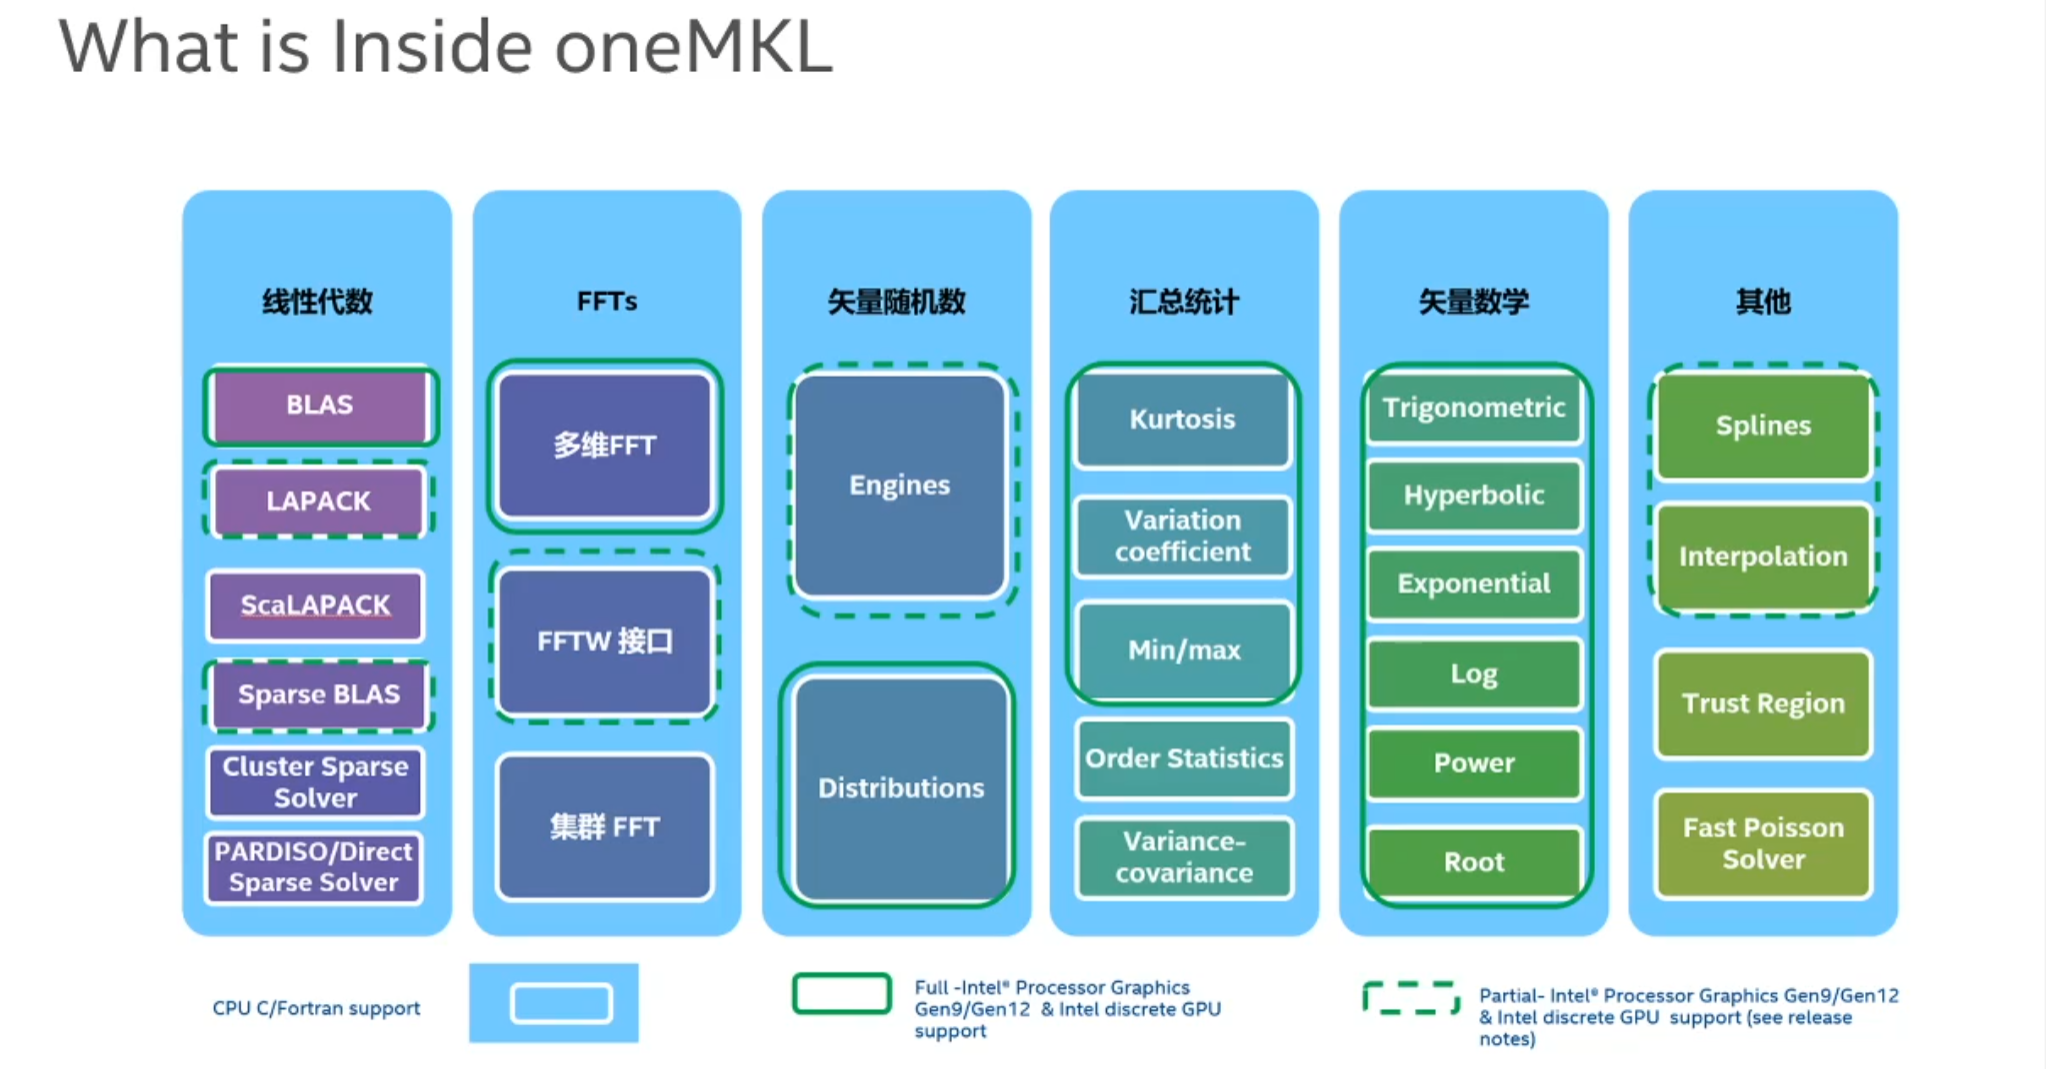 What is Inside oneMKL
线性代数
BLAS
LAPACK
ScaLAPACK
Sparse BLAS
Cluster Sparse
Solver
PARDISO/Direct
Sparse Solver
FFTs
多维FFT
FFTW 接口
集群 FFT
矢量随机数
Engines
Distributions
汇总统计
Kurtosis
Variation
coefficient
Min/max
Order Statistics
Variance-
covariance
矢量数学
Trigonometric
Hyperbolic
Exponential
Log
Power
Root
其他
Splines
Interpolation
Trust Region
Fast Poisson
Solver
CPU C/Fortran support
Full -Intel® Processor Graphics
Gen9/Gen12 & Intel discrete GPU
support
Partial- Intel® Processor Graphics Gen9/Gen12
& Intel discrete GPU support (see release
notes)